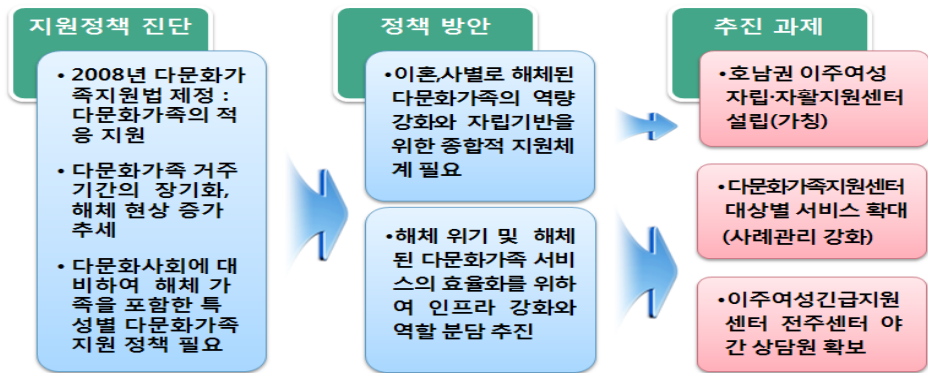 지원정책 진단
• 2008년 다문화가
족지원법 제정 :
다문화가족의 적
응 지원
• 다문화가족 거주
기간의 장기화,
해체 현상 증가
추세
• 다문화사회에 대
비하여 해체 가
족을 포함한 특
성별 다문화가족
지원 정책 필요
정책 방안
•이혼,사별로 해체된
다문화가족의 역량
강화와 자립기반을
위한 종합적 지원체
계 필요
•해체 위기 및 해체
된 다문화가족 서비
스의 효율화를 위하
여 인프라 강화와
역할 분담 추진
추진 과제
•호남권 이주여성
자립·자활지원센터
설립(가칭)
•다문화가족지원센터
대상별 서비스 확대
(사례관리 강화)
•이주여성긴급지원
센터 전주센터 야
간 상담원 확보